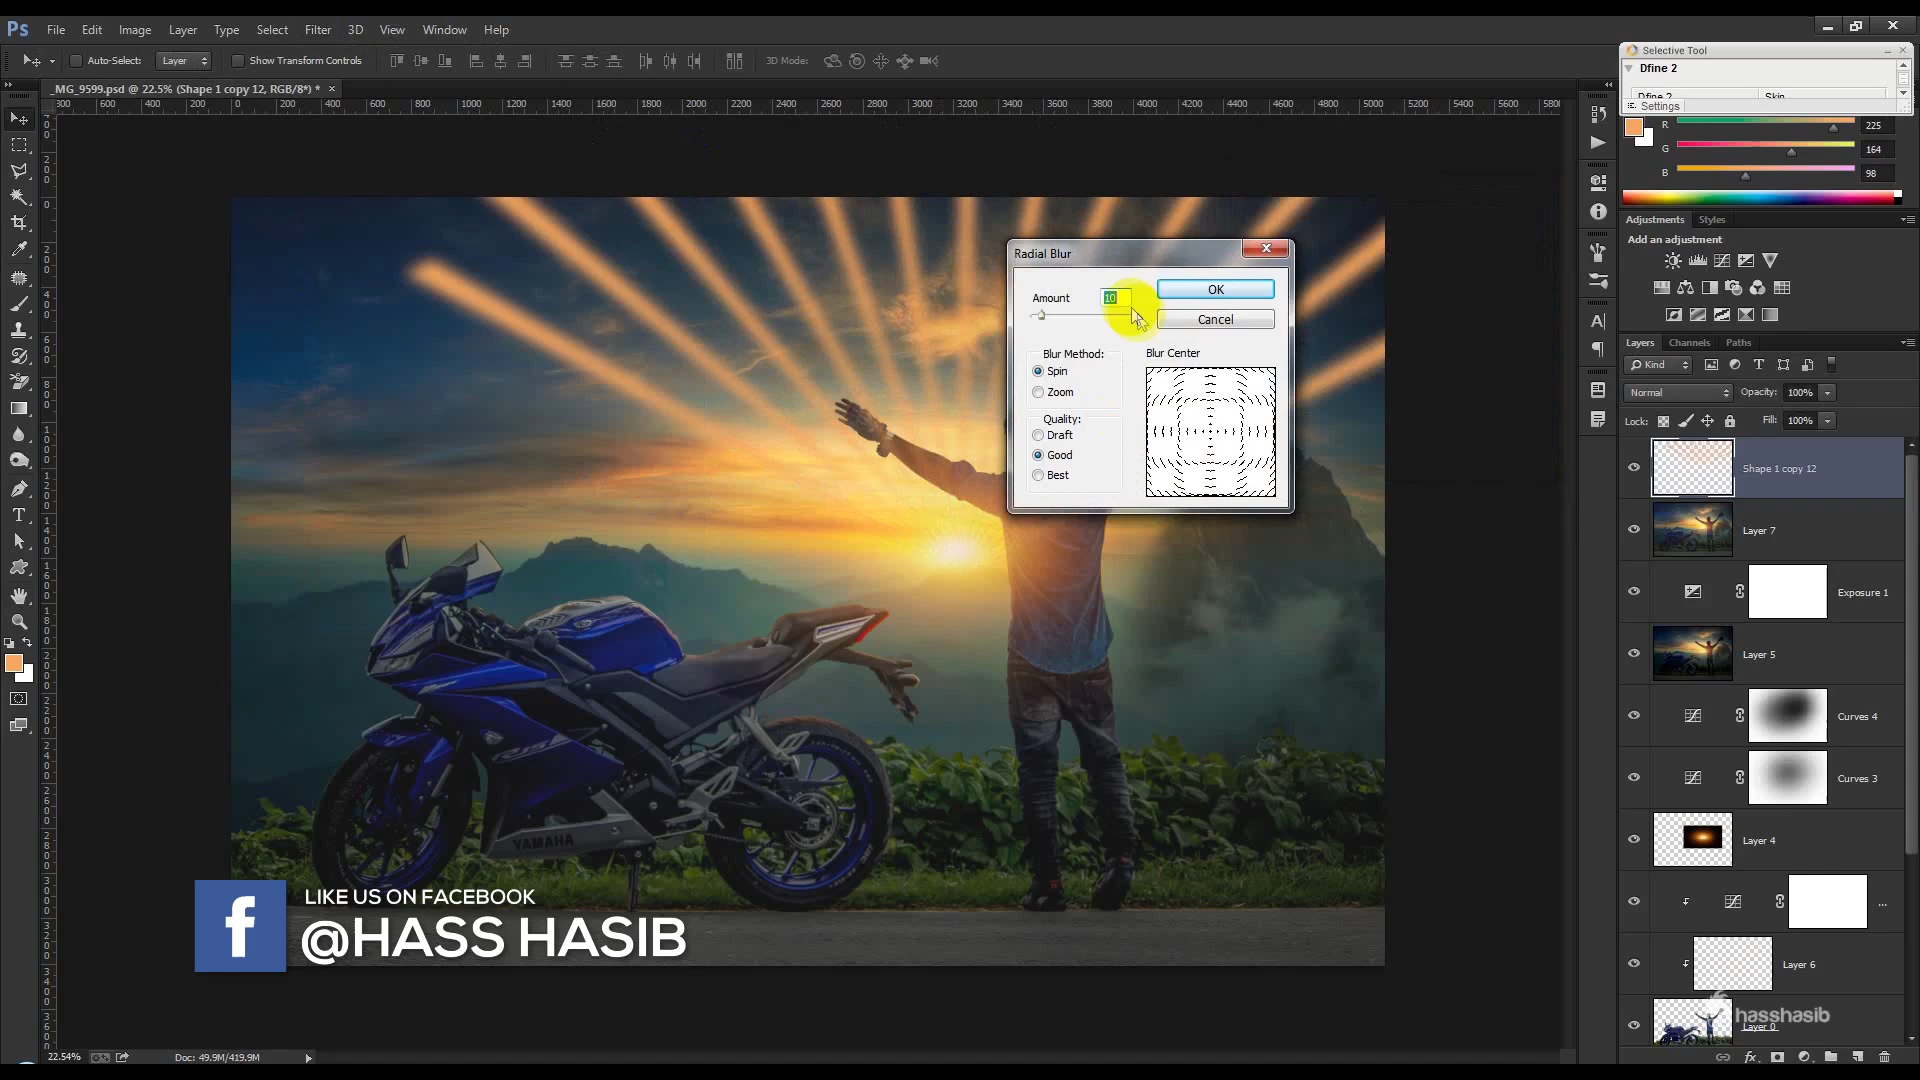 Ps File Edit Image Layer Type Select Filter 3D View Window Help
Auto-Select: Layer Show Transform Controls 3D Mode:
_MG_9599.psd @ 22.5% (Shape 1 copy 12, RGB/8*) *
Selective Tool
Dfine 2
Dfine 2 Skin
Settings
R 225
G 164
B 98
Adjustments Styles
Add an adjustment
Layers Channels Paths
Kind
Normal Opacity: 100%
Lock: Fill: 100%
Shape 1 copy 12
Layer 7
Exposure 1
Layer 5
Curves 4
Curves 3
Layer 4
...
Layer 6
Layer 0
hasshasib
Radial Blur
Amount 10
OK
Cancel
Blur Method:
Spin
Zoom
Quality:
Draft
Good
Best
Blur Center
YAMAHA
f
LIKE US ON FACEBOOK
@HASS HASIB
22.54% Doc: 49.9M/419.9M